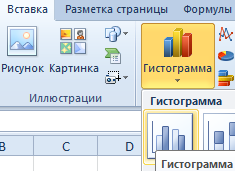 Вставка Разметка страницы Формулы
Рисунок Картинка Гистограмма
Иллюстрации Гистограмма
B C D
Гистограмма